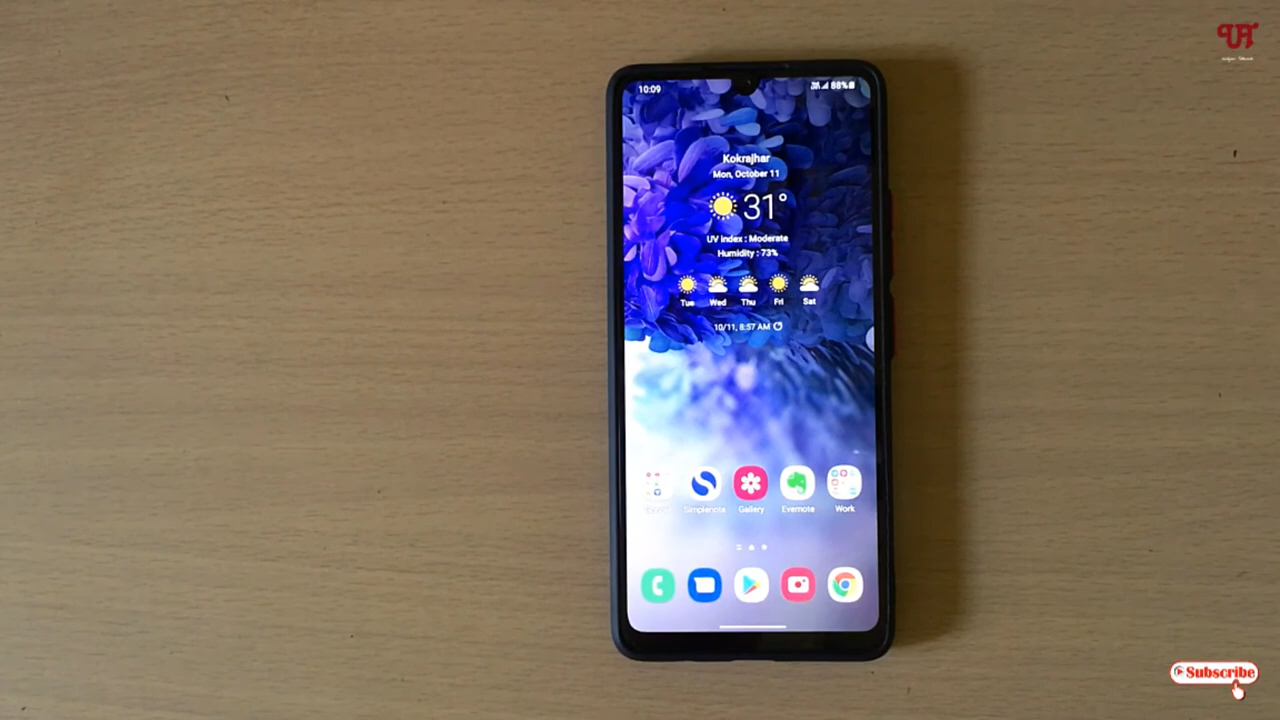 UT
10:09
88%
Kokrajhar
Mon, October 11
31°
UV index : Moderate
Humidity : 73%
Tue Wed Thu Fri Sat
10/11, 8:57 AM
Simplenote Gallery Evernote Work
Subscribe